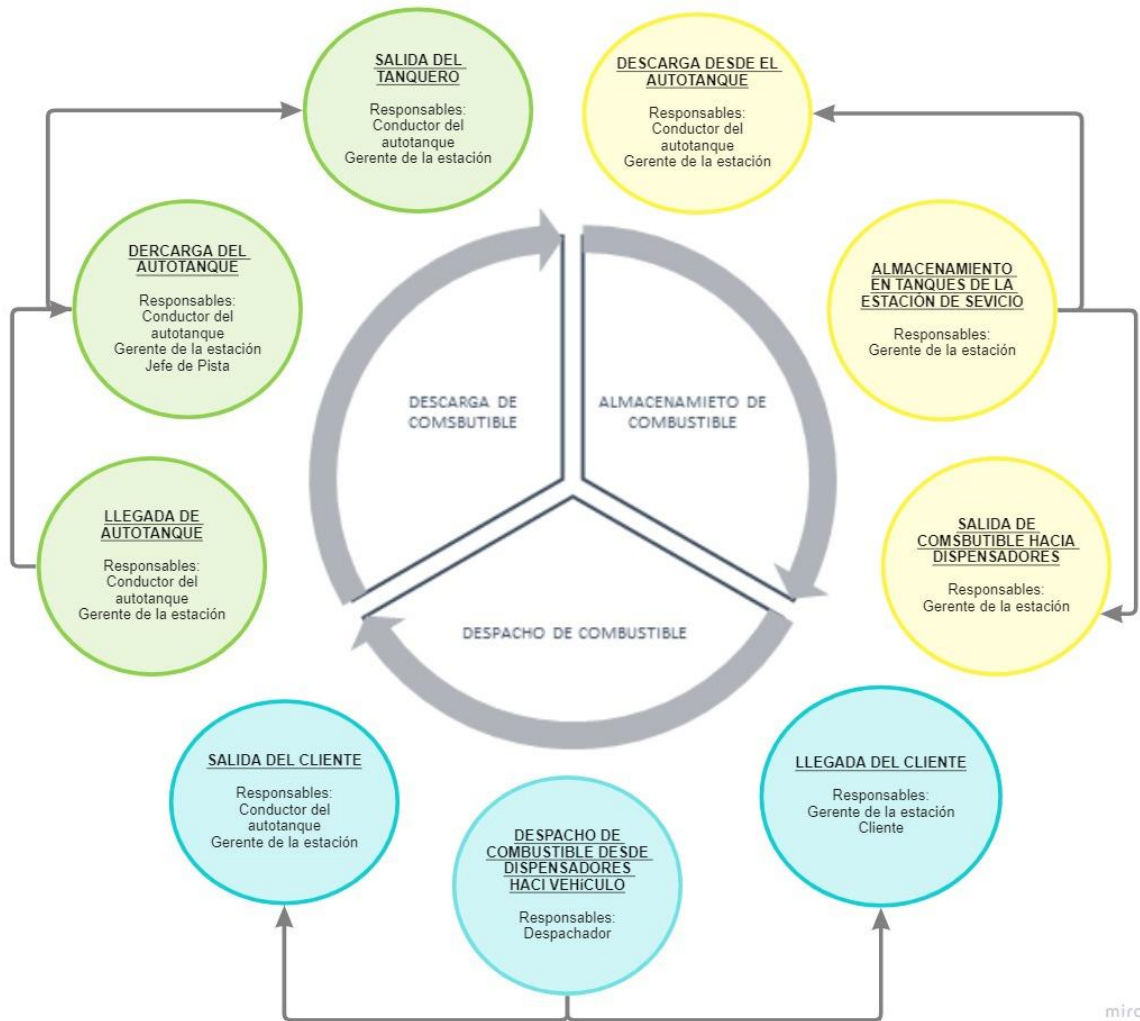 SALIDA DEL
TANQUERO
Responsables:
Conductor del
autotanque
Gerente de la estación
DESCARGA DESDE EL
AUTOTANQUE
Responsables:
Conductor del
autotanque
Gerente de la estación
DERCARGA DEL
AUTOTANQUE
Responsables:
Conductor del
autotanque
Gerente de la estación
Jefe de Pista
ALMACENAMIENTO
EN TANQUES DE LA
ESTACIÓN DE SEVICIO
Responsables:
Gerente de la estación
DESCARGA DE
COMSBUTIBLE
ALMACENAMIETO DE
COMBUSTIBLE
LLEGADA DE
AUTOTANQUE
Responsables:
Conductor del
autotanque
Gerente de la estación
SALIDA DE
COMSBUTIBLE HACIA
DISPENSADORES
Responsables:
Gerente de la estación
DESPACHO DE COMBUSTIBLE
SALIDA DEL CLIENTE
Responsables:
Conductor del
autotanque
Gerente de la estación
DESPACHO DE
COMBUSTIBLE DESDE
DISPENSADORES
HACI VEHíCULO
Responsables:
Despachador
LLEGADA DEL CLIENTE
Responsables:
Gerente de la estación
Cliente
mirc